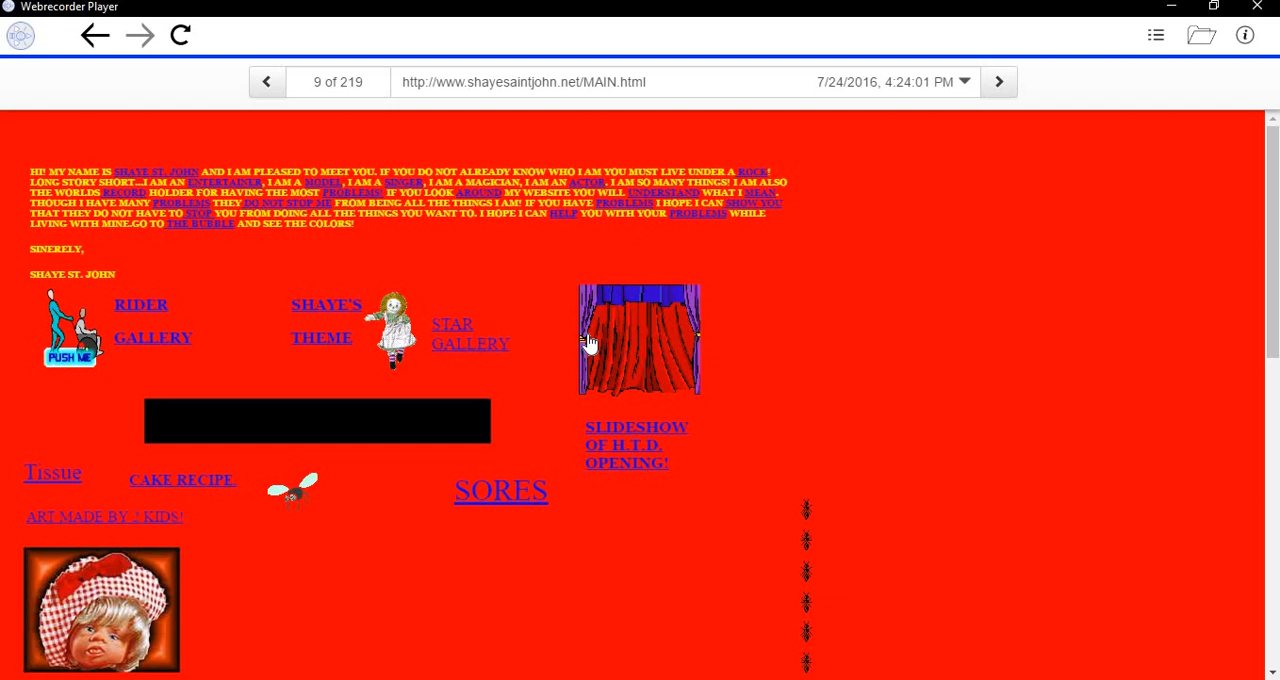 Webrecorder Player
9 of 219
http://www.shayesaintjohn.net/MAIN.html
7/24/2016, 4:24:01 PM
HI! MY NAME IS SHAYE ST. JOHN AND I AM PLEASED TO MEET YOU. IF YOU DO NOT ALREADY KNOW WHO I AM YOU MUST LIVE UNDER A ROCK!
LONG STORY SHORT...I AM AN ENTERTAINER, I AM A MODEL, I AM A SINGER, I AM A MAGICIAN, I AM AN ACTOR. I AM SO MANY THINGS! I AM ALSO
THE WORLDS RECORD HOLDER FOR HAVING THE MOST PROBLEMS! IF YOU LOOK AROUND MY WEBSITE YOU WILL UNDERSTAND WHAT I MEAN.
THOUGH I HAVE MANY PROBLEMS THEY DO NOT STOP ME FROM BEING ALL THE THINGS I AM! IF YOU HAVE PROBLEMS I HOPE I CAN SHOW YOU
THAT THEY DO NOT HAVE TO STOP YOU FROM DOING ALL THE THINGS YOU WANT TO. I HOPE I CAN HELP YOU WITH YOUR PROBLEMS WHILE
LIVING WITH MINE.GO TO THE BUBBLE AND SEE THE COLORS!
SINERELY,
SHAYE ST. JOHN
PUSH ME
RIDER
GALLERY
SHAYE'S
THEME
STAR
GALLERY
SLIDESHOW
OF H.T.D.
OPENING!
Tissue
CAKE RECIPE.
SORES
ART MADE BY 2 KIDS!